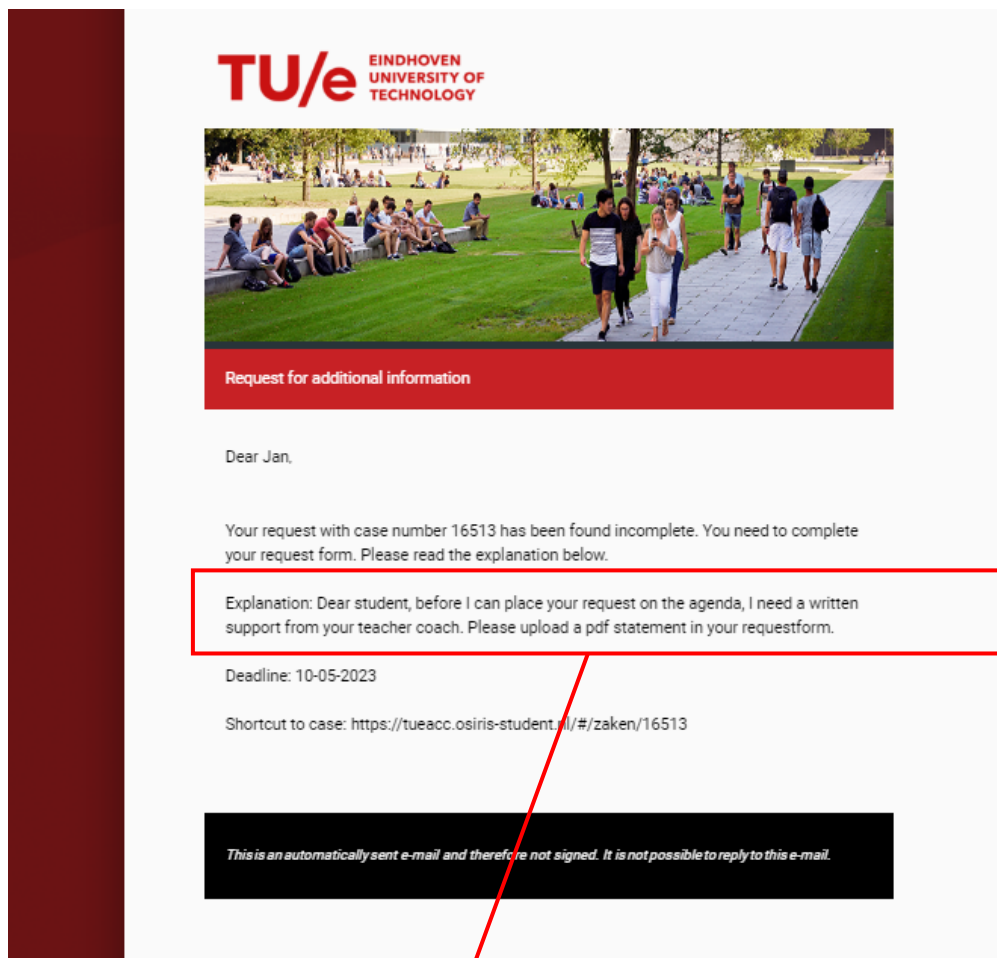 TU/e EINDHOVEN
UNIVERSITY OF
TECHNOLOGY
Request for additional information
Dear Jan,
Your request with case number 16513 has been found incomplete. You need to complete
your request form. Please read the explanation below.
Explanation: Dear student, before I can place your request on the agenda, I need a written
support from your teacher coach. Please upload a pdf statement in your requestform.
Deadline: 10-05-2023
Shortcut to case: https://tueacc.osiris-student.nl/#/zaken/16513
This is an automatically sent e-mail and therefore not signed. It is not possible to reply to this e-mail.